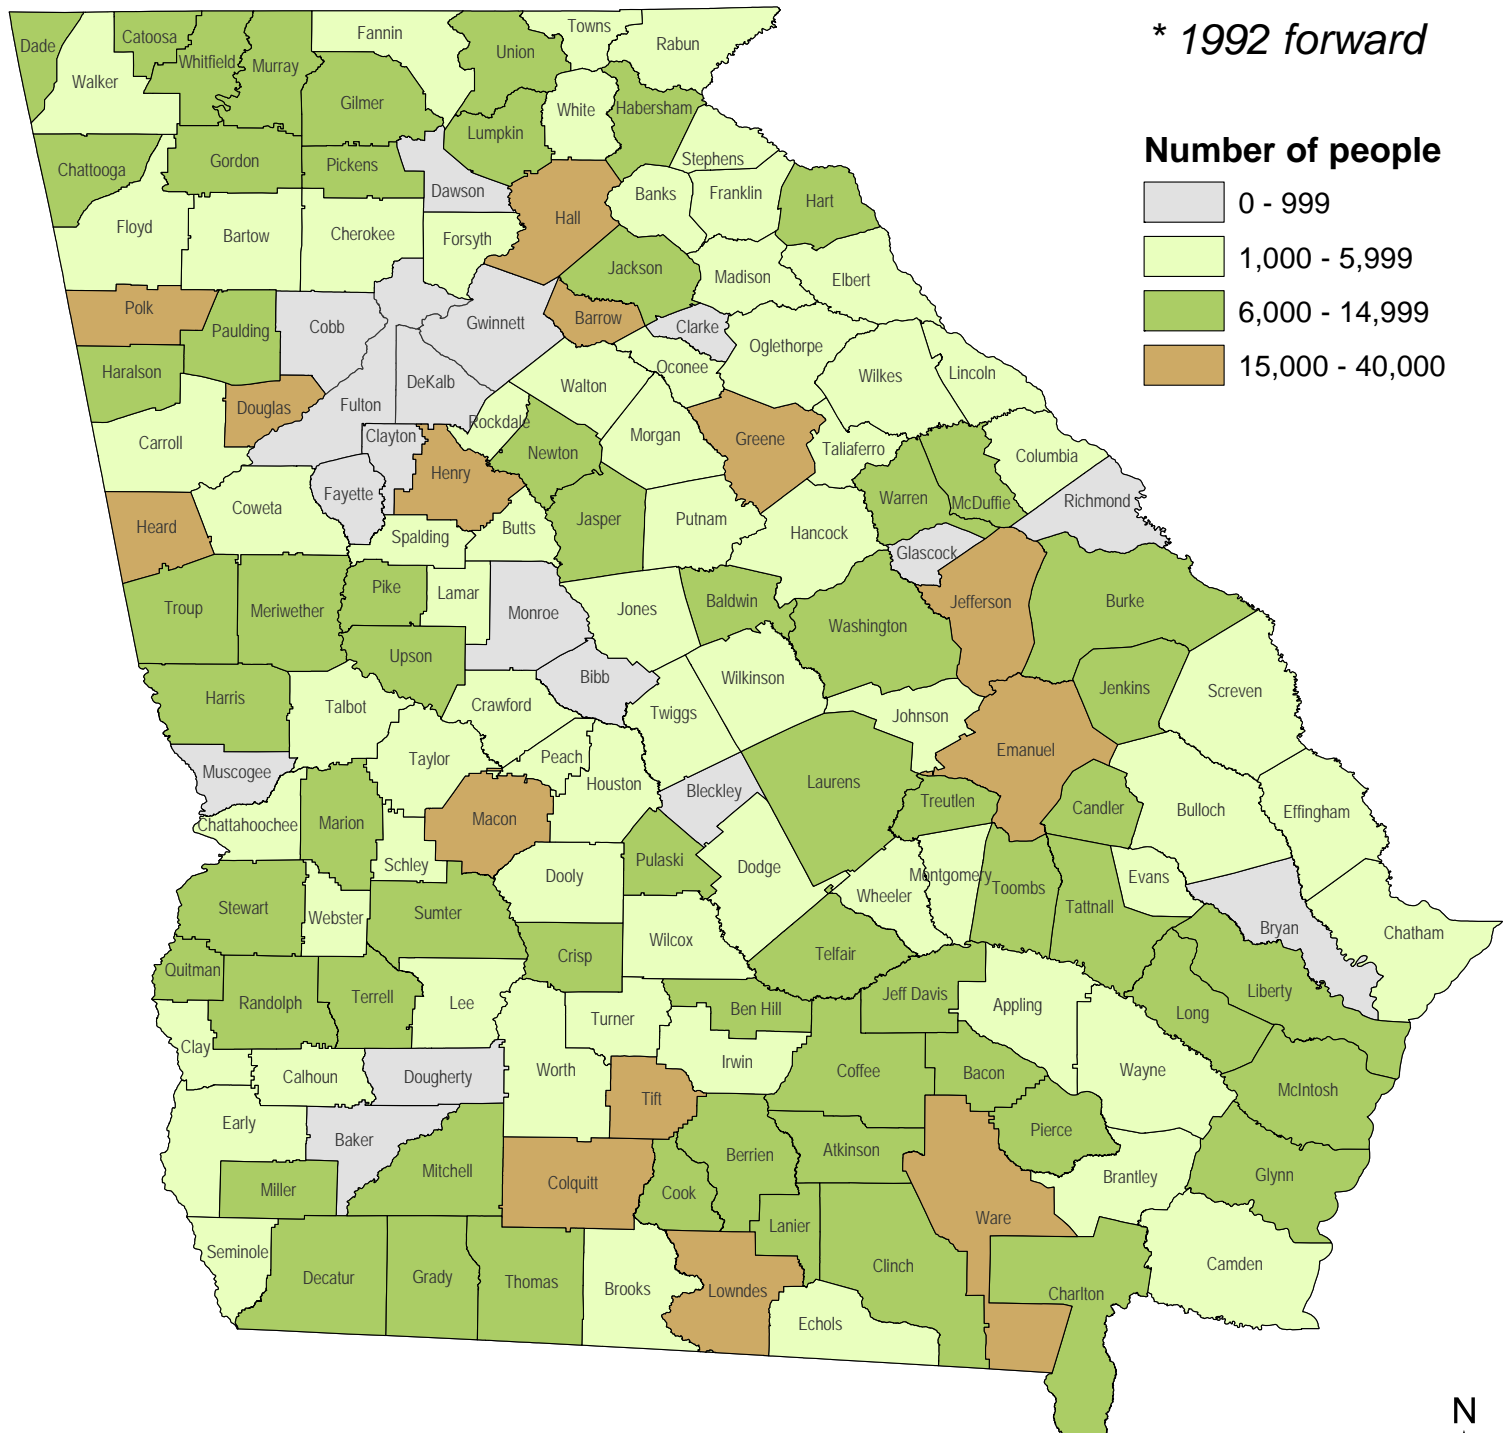 * 1992 forward
Number of people
0 - 999
1,000 - 5,999
6,000 - 14,999
15,000 - 40,000
Dade
Catoosa
Walker
Whitfield
Murray
Fannin
Gilmer
Union
Towns
Rabun
White
Habersham
Lumpkin
Chattooga
Gordon
Pickens
Dawson
Stephens
Banks
Franklin
Hart
Floyd
Bartow
Cherokee
Forsyth
Hall
Jackson
Madison
Elbert
Polk
Paulding
Cobb
Gwinnett
Barrow
Clarke
Oconee
Oglethorpe
Wilkes
Lincoln
Haralson
Douglas
Fulton
DeKalb
Walton
Rockdale
Clayton
Carroll
Newton
Morgan
Greene
Taliaferro
Columbia
Henry
Fayette
Coweta
Heard
Spalding
Butts
Jasper
Putnam
Hancock
Warren
McDuffie
Richmond
Glascock
Troup
Meriwether
Pike
Lamar
Monroe
Jones
Baldwin
Washington
Jefferson
Burke
Upson
Bibb
Wilkinson
Twiggs
Crawford
Harris
Talbot
Johnson
Jenkins
Screven
Emanuel
Taylor
Peach
Houston
Muscogee
Chattahoochee
Marion
Macon
Schley
Bleckley
Laurens
Treutlen
Candler
Bulloch
Effingham
Pulaski
Dooly
Dodge
Wheeler
Montgomery
Toombs
Tattnall
Evans
Bryan
Chatham
Stewart
Webster
Sumter
Crisp
Wilcox
Telfair
Quitman
Randolph
Terrell
Lee
Turner
Ben Hill
Jeff Davis
Appling
Long
Liberty
Clay
Calhoun
Dougherty
Worth
Irwin
Tift
Coffee
Bacon
Wayne
McIntosh
Early
Baker
Mitchell
Miller
Colquitt
Cook
Berrien
Atkinson
Pierce
Brantley
Glynn
Ware
Lanier
Clinch
Seminole
Decatur
Grady
Thomas
Brooks
Lowndes
Echols
Charlton
Camden
N